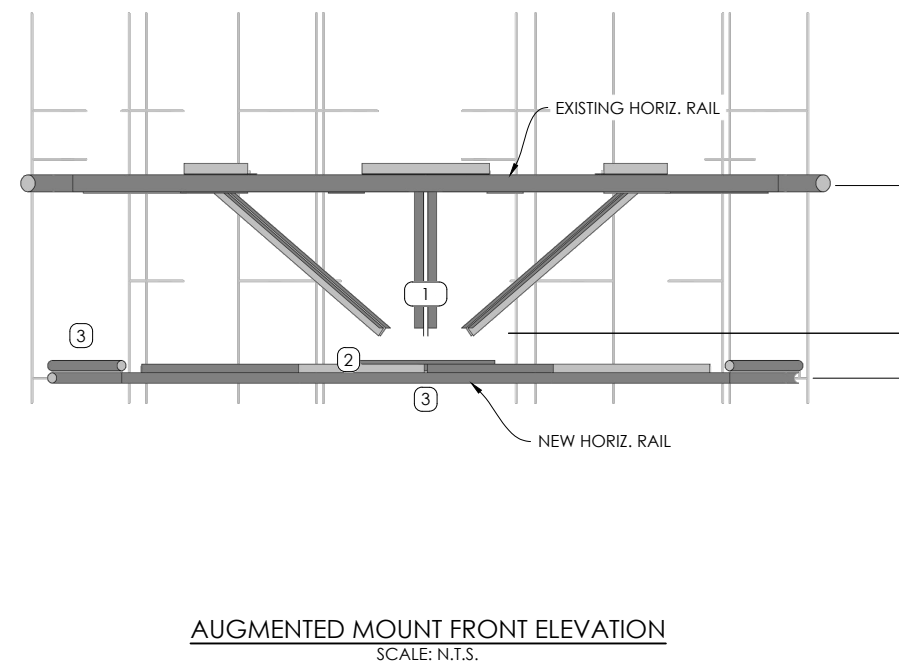 EXISTING HORIZ. RAIL
1
3
2
3
NEW HORIZ. RAIL
AUGMENTED MOUNT FRONT ELEVATION
SCALE: N.T.S.